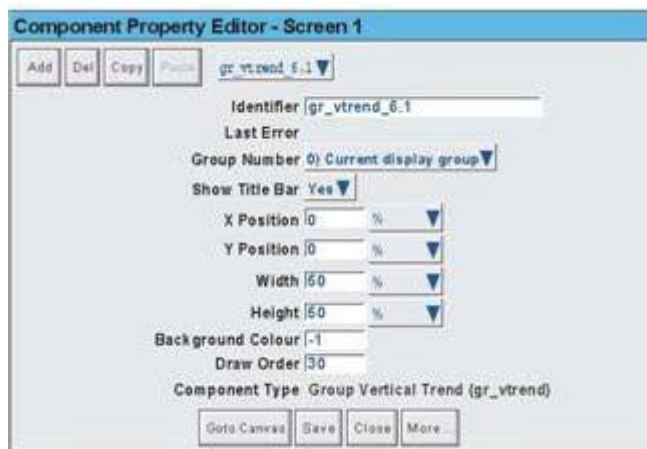 Component Property Editor - Screen 1
Add Del Copy Paste gr_vtrend_6.1
Identifier gr_vtrend_6.1
Last Error
Group Number 0) Current display group
Show Title Bar Yes
X Position 0 %
Y Position 0 %
Width 50 %
Height 50 %
Background Colour -1
Draw Order 30
Component Type Group Vertical Trend (gr_vtrend)
Goto Canvas Save Close More...